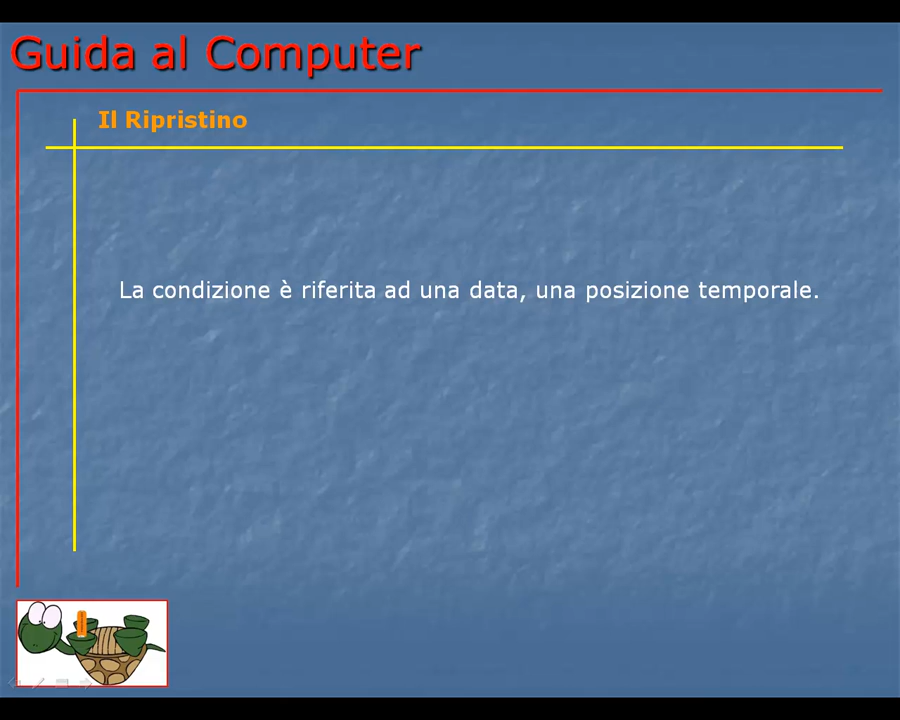 Guida al Computer
Il Ripristino
La condizione è riferita ad una data, una posizione temporale.